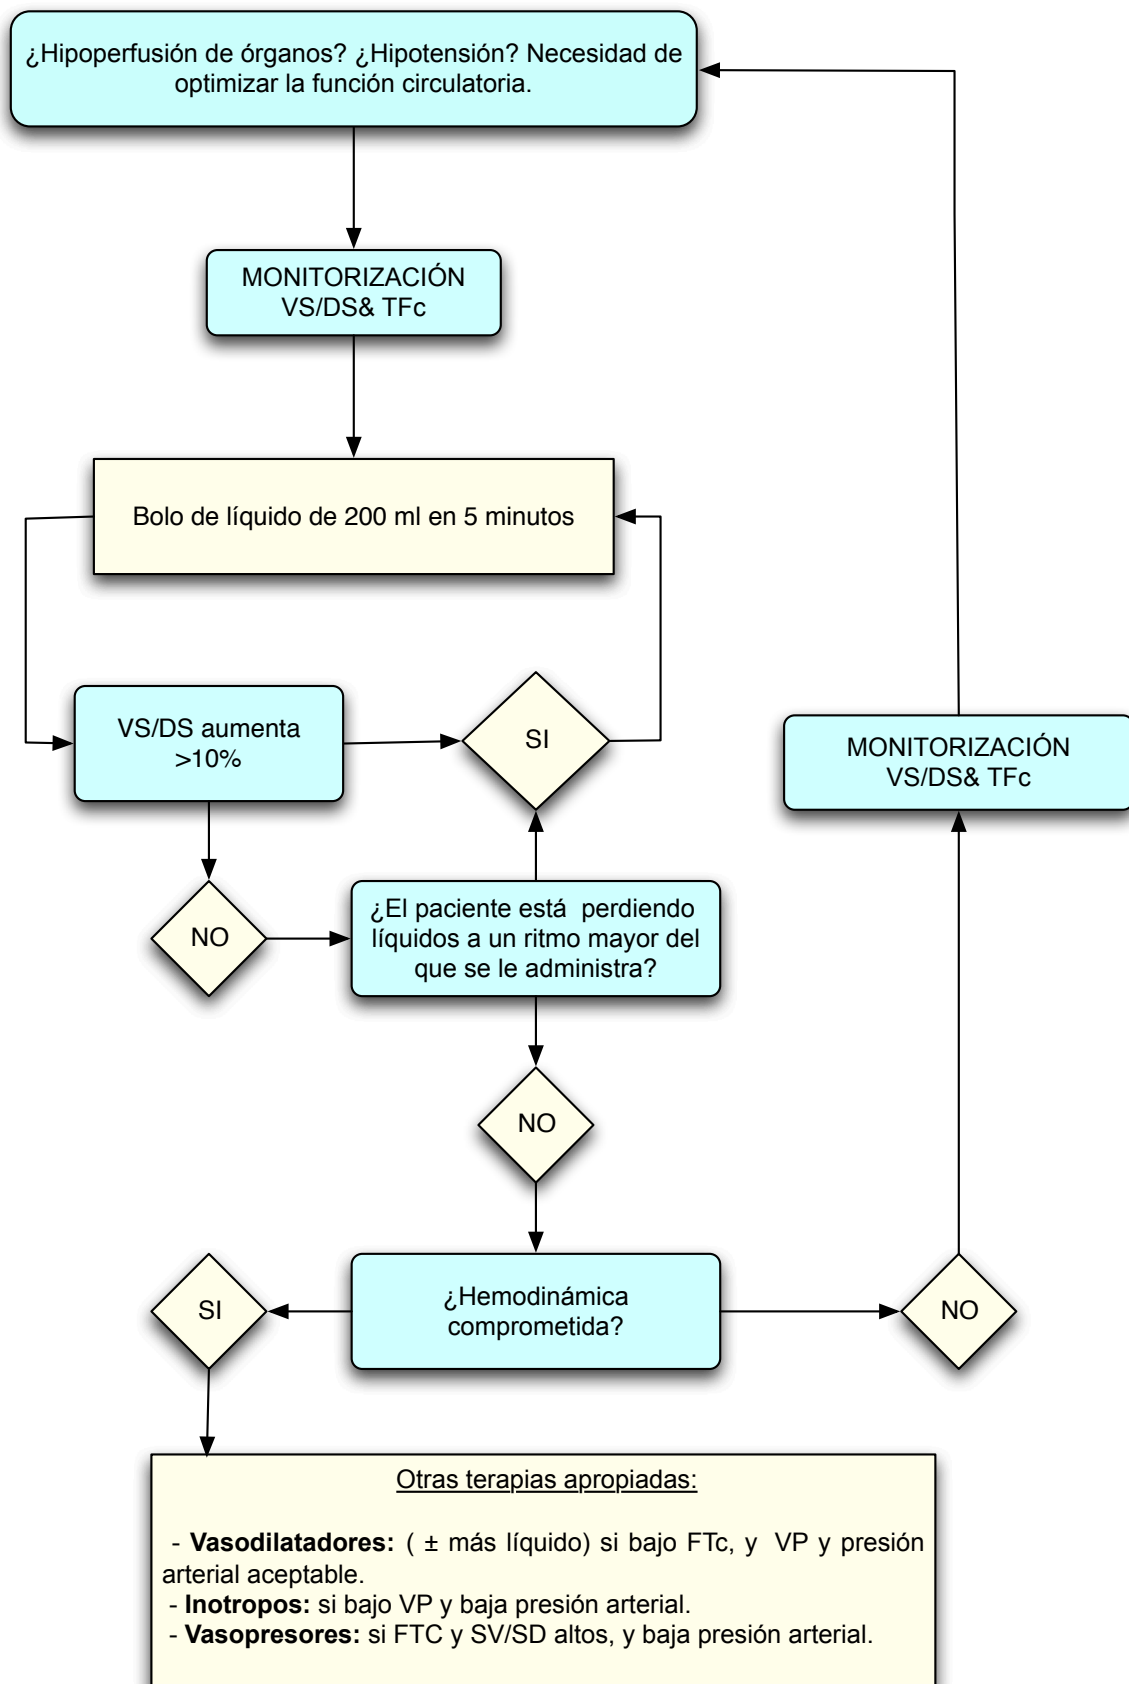 ¿Hipoperfusión de órganos? ¿Hipotensión? Necesidad de
optimizar la función circulatoria.
MONITORIZACIÓN
VS/DS& TFc
Bolo de líquido de 200 ml en 5 minutos
VS/DS aumenta
>10%
SI
MONITORIZACIÓN
VS/DS& TFc
NO
¿El paciente está perdiendo
líquidos a un ritmo mayor del
que se le administra?
NO
SI
¿Hemodinámica
comprometida?
NO
Otras terapias apropiadas:
- Vasodilatadores: ( ± más líquido) si bajo FTc, y VP y presión
arterial aceptable.
- Inotropos: si bajo VP y baja presión arterial.
- Vasopresores: si FTC y SV/SD altos, y baja presión arterial.